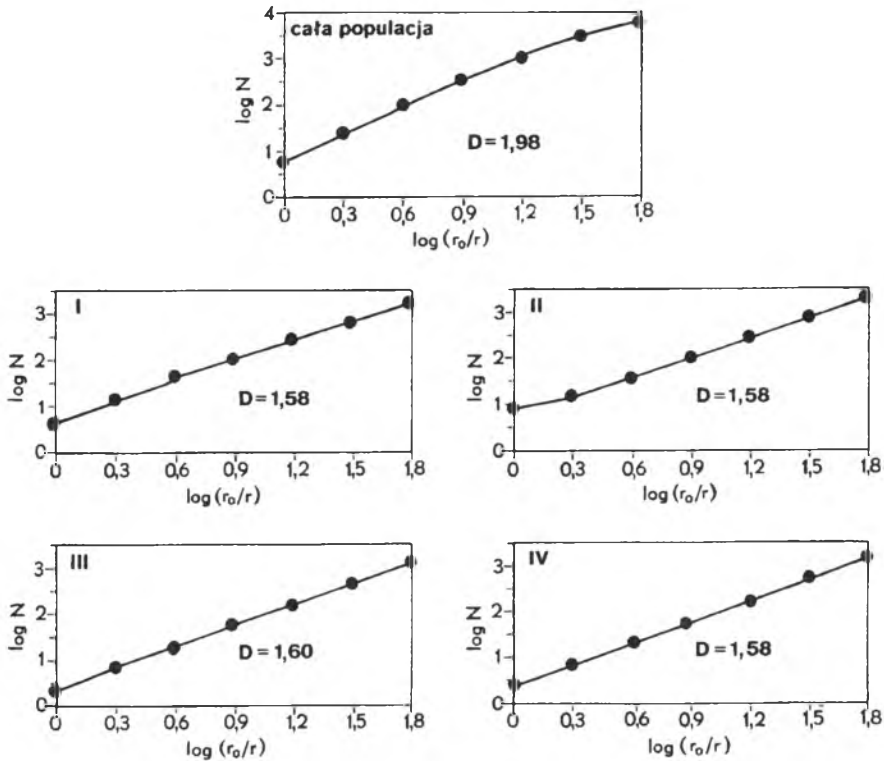 cała populacja
4
3
2
1
0
log N
D=1,98
0 0,3 0,6 0,9 1,2 1,5 1,8
log (r₀/r)
I
3
2
1
0
log N
D=1,58
0 0,3 0,6 0,9 1,2 1,5 1,8
log (r₀/r)
II
3
2
1
0
log N
D=1,58
0 0,3 0,6 0,9 1,2 1,5 1,8
log (r₀/r)
III
3
2
1
0
log N
D=1,60
0 0,3 0,6 0,9 1,2 1,5 1,8
log (r₀/r)
IV
3
2
1
0
log N
D=1,58
0 0,3 0,6 0,9 1,2 1,5 1,8
log (r₀/r)